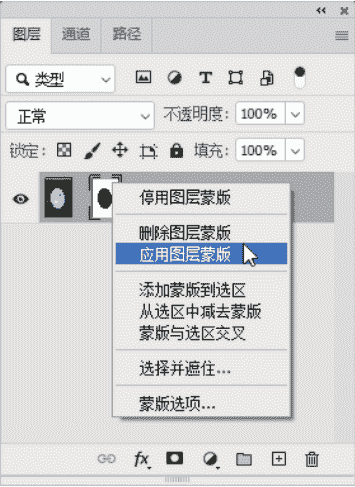 图层 通道 路径
类型
正常 不透明度: 100%
锁定: 填充: 100%
停用图层蒙版
删除图层蒙版
应用图层蒙版
添加蒙版到选区
从选区中减去蒙版
蒙版与选区交叉
选择并遮住...
蒙版选项...
fx